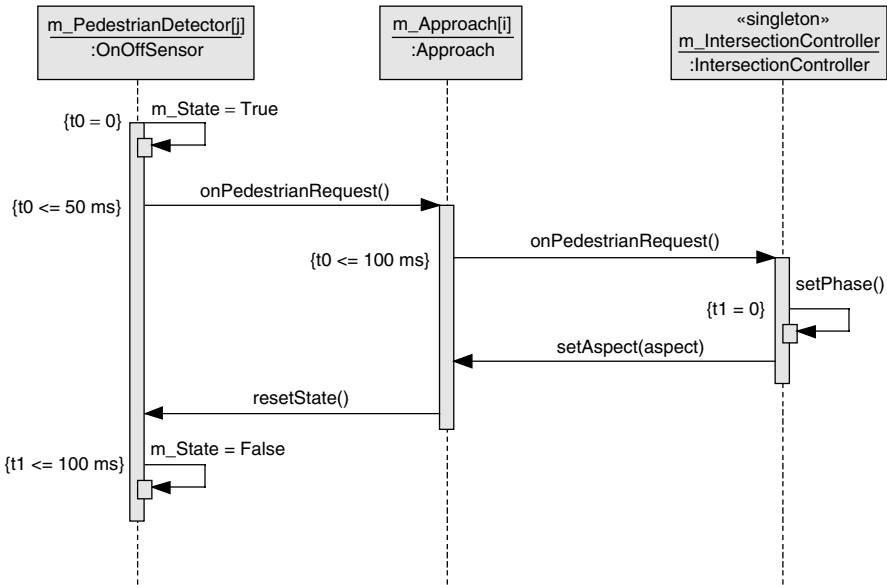 m_PedestrianDetector[j]
:OnOffSensor
m_Approach[i]
:Approach
«singleton»
m_IntersectionController
:IntersectionController
m_State = True
{t0 = 0}
onPedestrianRequest()
{t0 <= 50 ms}
onPedestrianRequest()
{t0 <= 100 ms}
setPhase()
{t1 = 0}
setAspect(aspect)
resetState()
m_State = False
{t1 <= 100 ms}